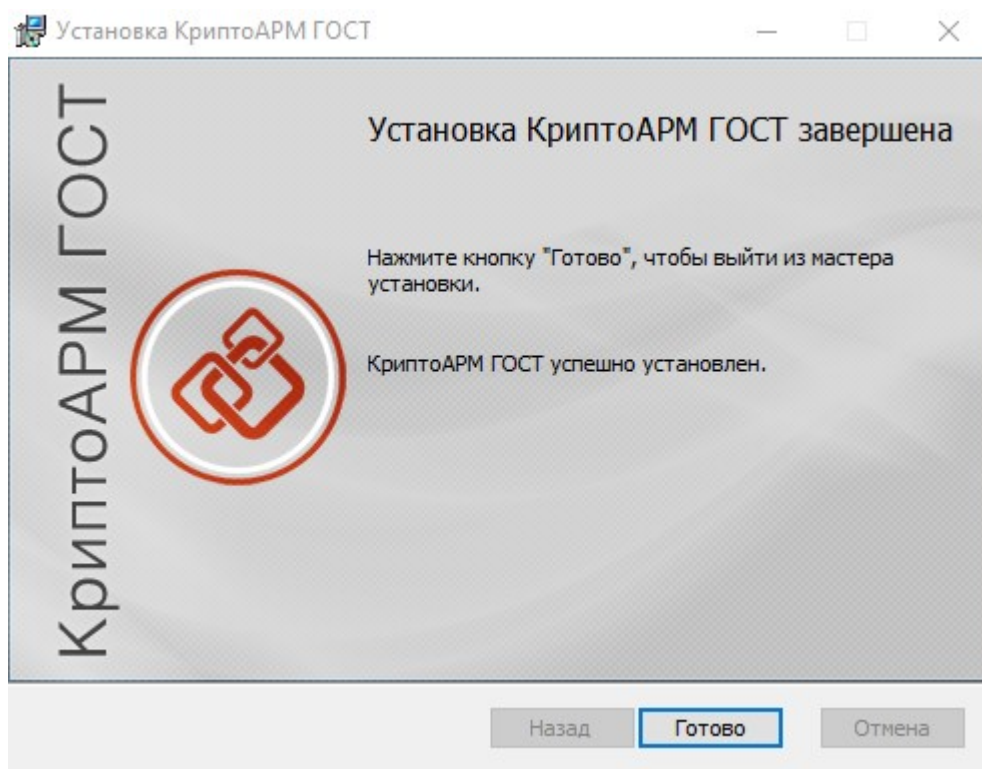 Установка КриптоАРМ ГОСТ
КриптоАРМ ГОСТ
Установка КриптоАРМ ГОСТ завершена
Нажмите кнопку "Готово", чтобы выйти из мастера
установки.
КриптоАРМ ГОСТ успешно установлен.
Назад
Готово
Отмена